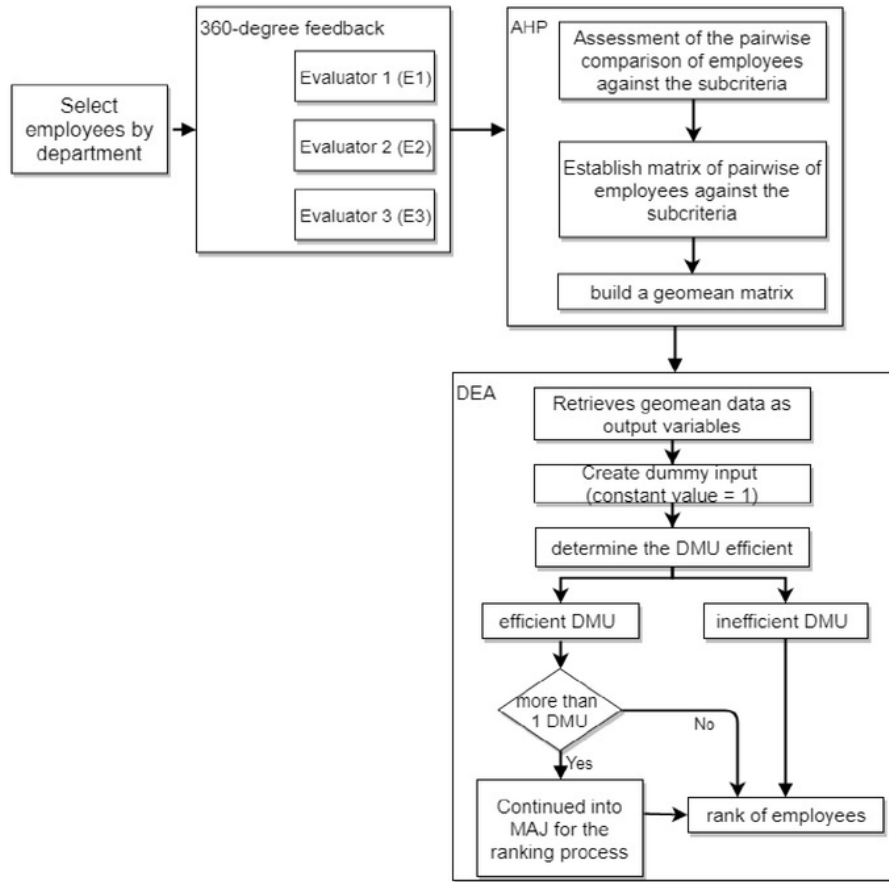 Select
employees by
department
360-degree feedback
Evaluator 1 (E1)
Evaluator 2 (E2)
Evaluator 3 (E3)
AHP
Assessment of the pairwise
comparison of employees
against the subcriteria
Establish matrix of pairwise of
employees against the
subcriteria
build a geomean matrix
DEA
Retrieves geomean data as
output variables
Create dummy input
(constant value = 1)
determine the DMU efficient
efficient DMU
inefficient DMU
more than
1 DMU
No
Yes
Continued into
MAJ for the
ranking process
rank of employees